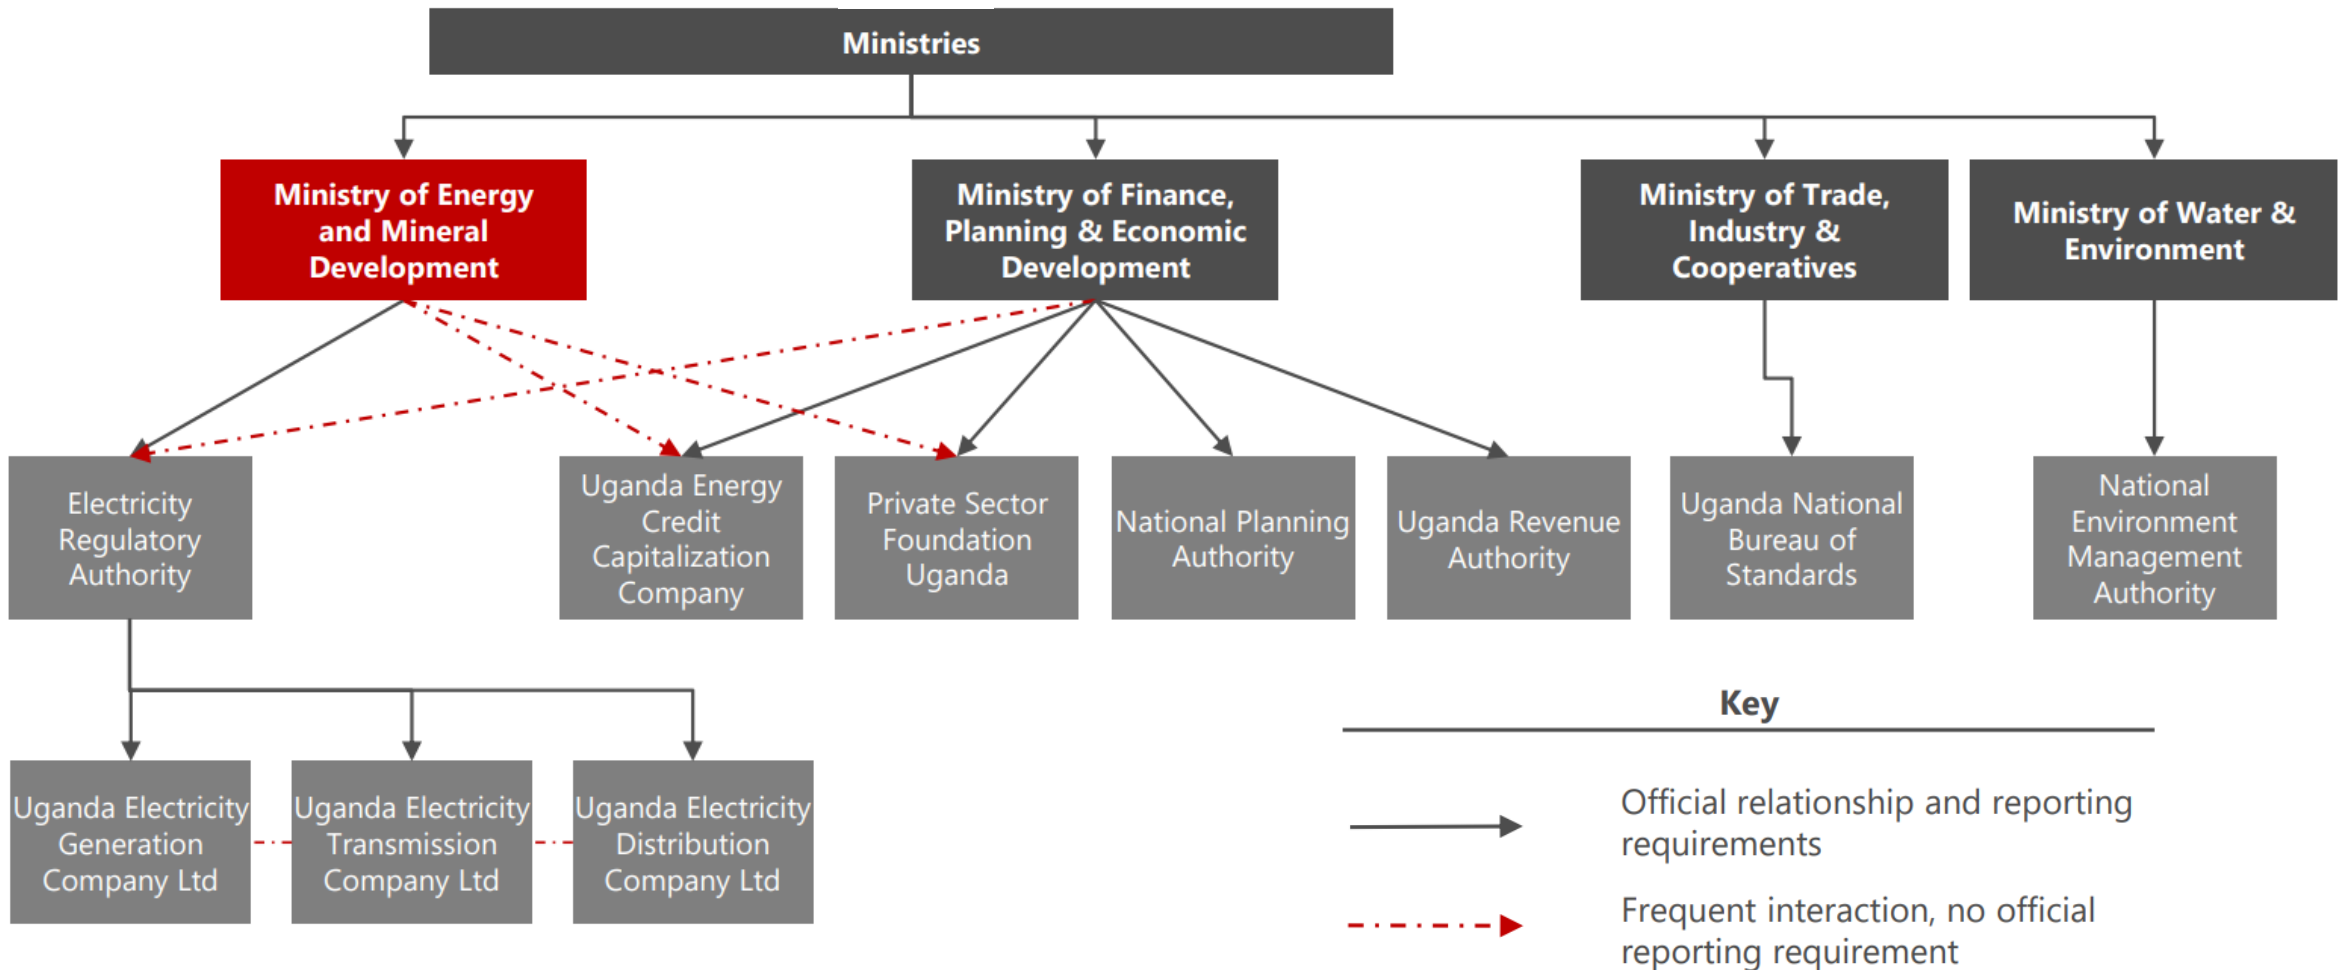 Ministries
Ministry of Energy
and Mineral
Development
Ministry of Finance,
Planning & Economic
Development
Ministry of Trade,
Industry &
Cooperatives
Ministry of Water &
Environment
Electricity
Regulatory
Authority
Uganda Energy
Credit
Capitalization
Company
Private Sector
Foundation
Uganda
National Planning
Authority
Uganda Revenue
Authority
Uganda National
Bureau of
Standards
National
Environment
Management
Authority
Uganda Electricity
Generation
Company Ltd
Uganda Electricity
Transmission
Company Ltd
Uganda Electricity
Distribution
Company Ltd
Key
Official relationship and reporting
requirements
Frequent interaction, no official
reporting requirement